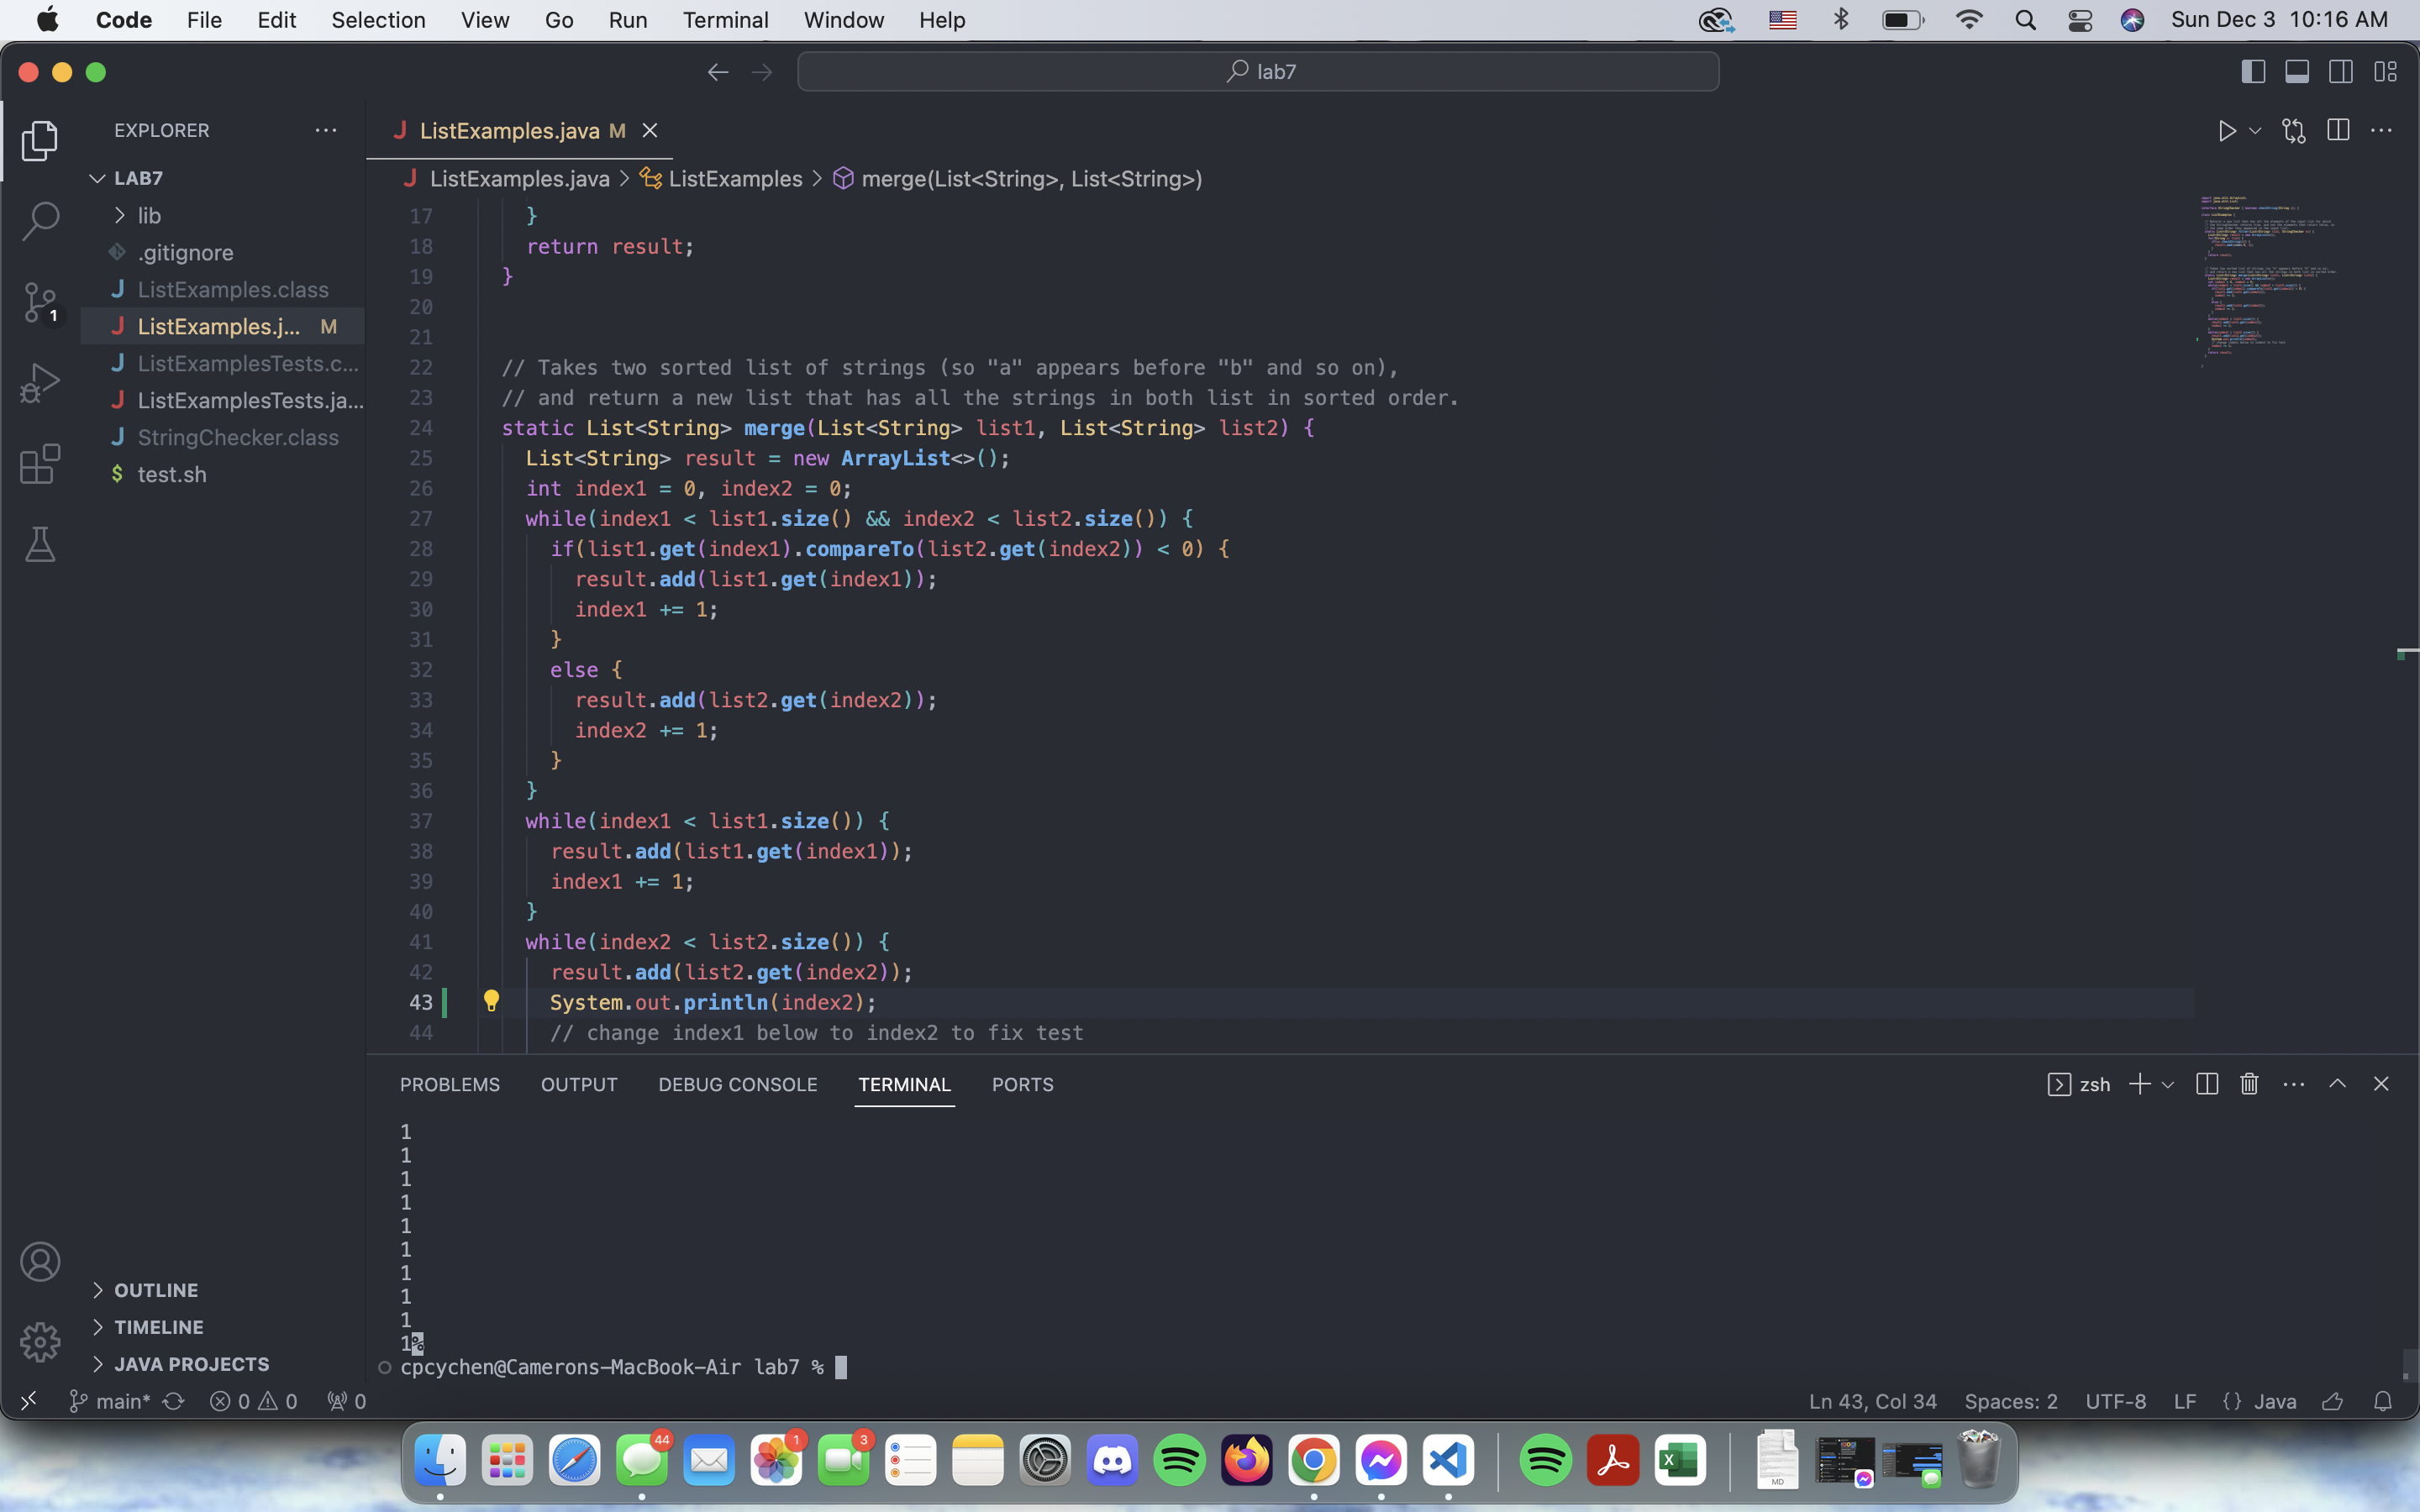 Code File Edit Selection View Go Run Terminal Window Help Sun Dec 3 10:16 AM
lab7
EXPLORER
LAB7
lib
.gitignore
ListExamples.class
ListExamples.j... M
ListExamplesTests.c...
ListExamplesTests.ja...
StringChecker.class
$ test.sh
1
OUTLINE
TIMELINE
JAVA PROJECTS
ListExamples.java M
ListExamples.java > ListExamples > merge(List<String>, List<String>)
17 }
18 return result;
19 }
20
21
22 // Takes two sorted list of strings (so "a" appears before "b" and so on),
23 // and return a new list that has all the strings in both list in sorted order.
24 static List<String> merge(List<String> list1, List<String> list2) {
25 List<String> result = new ArrayList<>();
26 int index1 = 0, index2 = 0;
27 while(index1 < list1.size() && index2 < list2.size()) {
28 if(list1.get(index1).compareTo(list2.get(index2)) < 0) {
29 result.add(list1.get(index1));
30 index1 += 1;
31 }
32 else {
33 result.add(list2.get(index2));
34 index2 += 1;
35 }
36 }
37 while(index1 < list1.size()) {
38 result.add(list1.get(index1));
39 index1 += 1;
40 }
41 while(index2 < list2.size()) {
42 result.add(list2.get(index2));
43 System.out.println(index2);
44 // change index1 below to index2 to fix test
PROBLEMS OUTPUT DEBUG CONSOLE TERMINAL PORTS zsh
1
1
1
1
1
1
1
1
1
1%
cpcychen@Camerons-MacBook-Air lab7 %
main* 0 0 0 Ln 43, Col 34 Spaces: 2 UTF-8 LF {} Java
44 1 3
MD